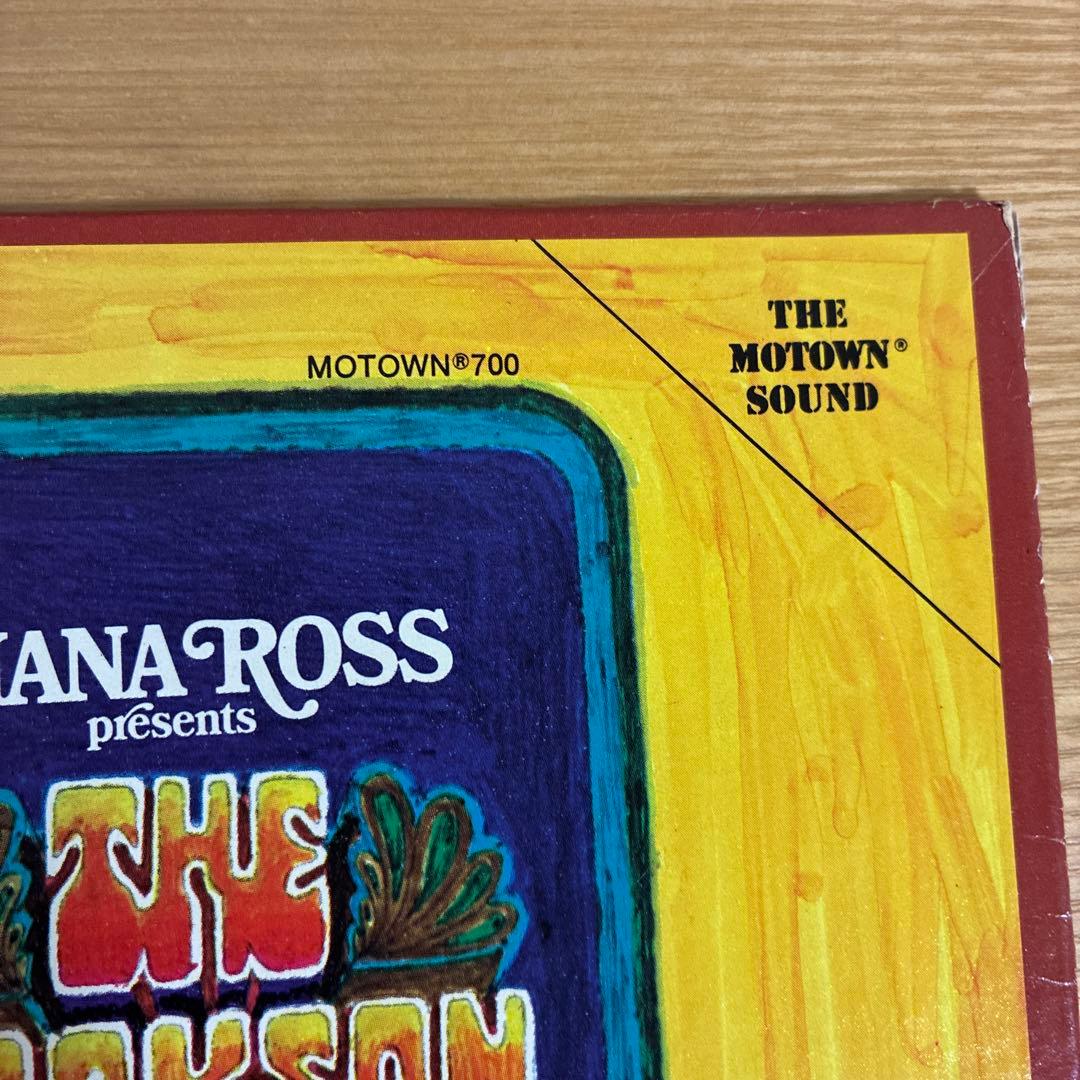 THE
MOTOWN®
SOUND
MOTOWN®700
IANA ROSS
presents
THE